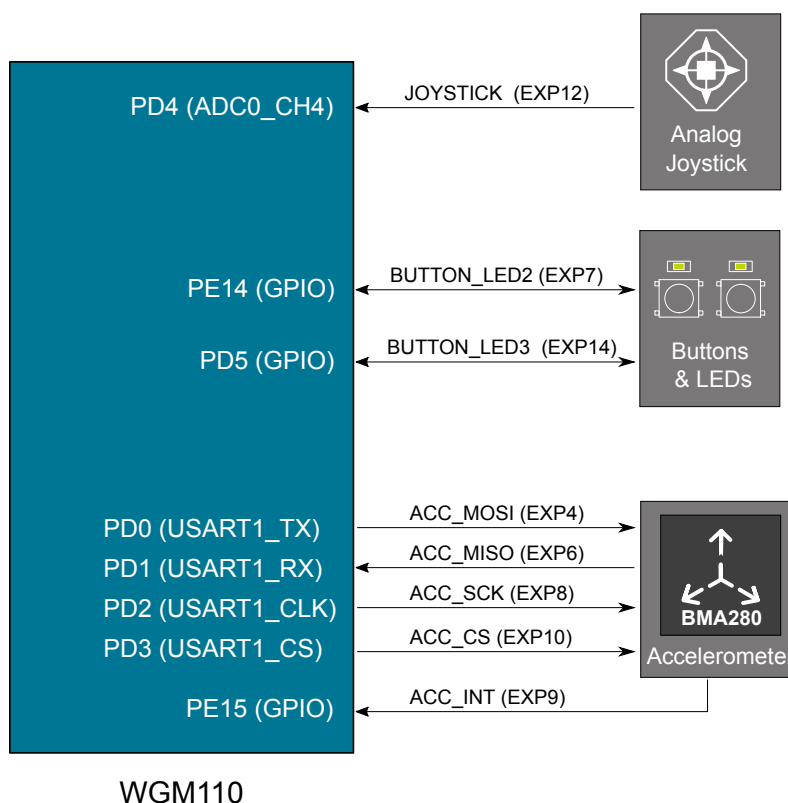 PD4 (ADC0_CH4)
JOYSTICK (EXP12)
Analog
Joystick
PE14 (GPIO)
BUTTON_LED2 (EXP7)
PD5 (GPIO)
BUTTON_LED3 (EXP14)
Buttons
& LEDs
PD0 (USART1_TX)
ACC_MOSI (EXP4)
PD1 (USART1_RX)
ACC_MISO (EXP6)
PD2 (USART1_CLK)
ACC_SCK (EXP8)
PD3 (USART1_CS)
ACC_CS (EXP10)
BMA280
Acceleromete
PE15 (GPIO)
ACC_INT (EXP9)
WGM110